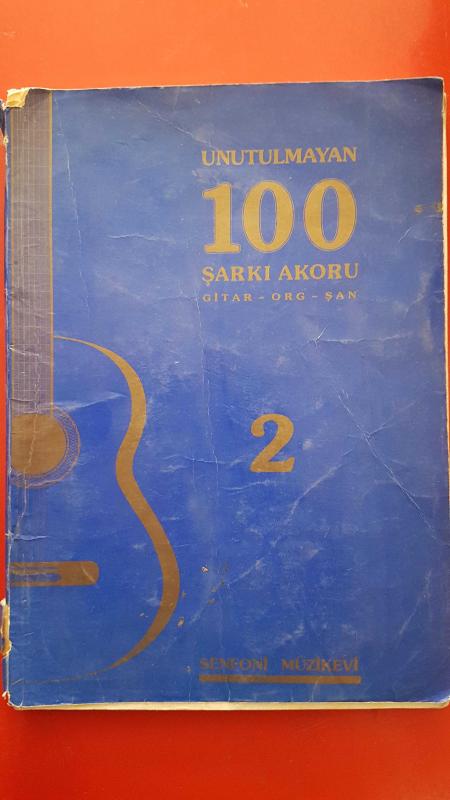 UNUTULMAYAN
100
ŞARKI AKORU
GİTAR - ORG - ŞAN
2
SENFONİ MÜZİKEVİ